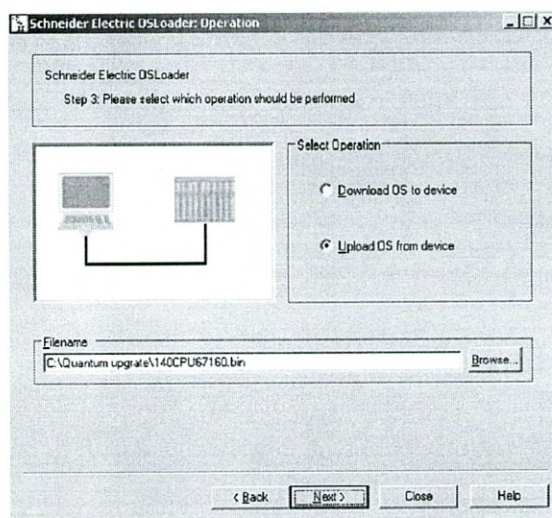 Schneider Electric OSLoader: Operation
Schneider Electric OSLoader
Step 3: Please select which operation should be performed
Select Operation
Download OS to device
Upload OS from device
Filename
C:\Quantum upgrate\140CPU67160.bin
Browse...
< Back
Next >
Close
Help